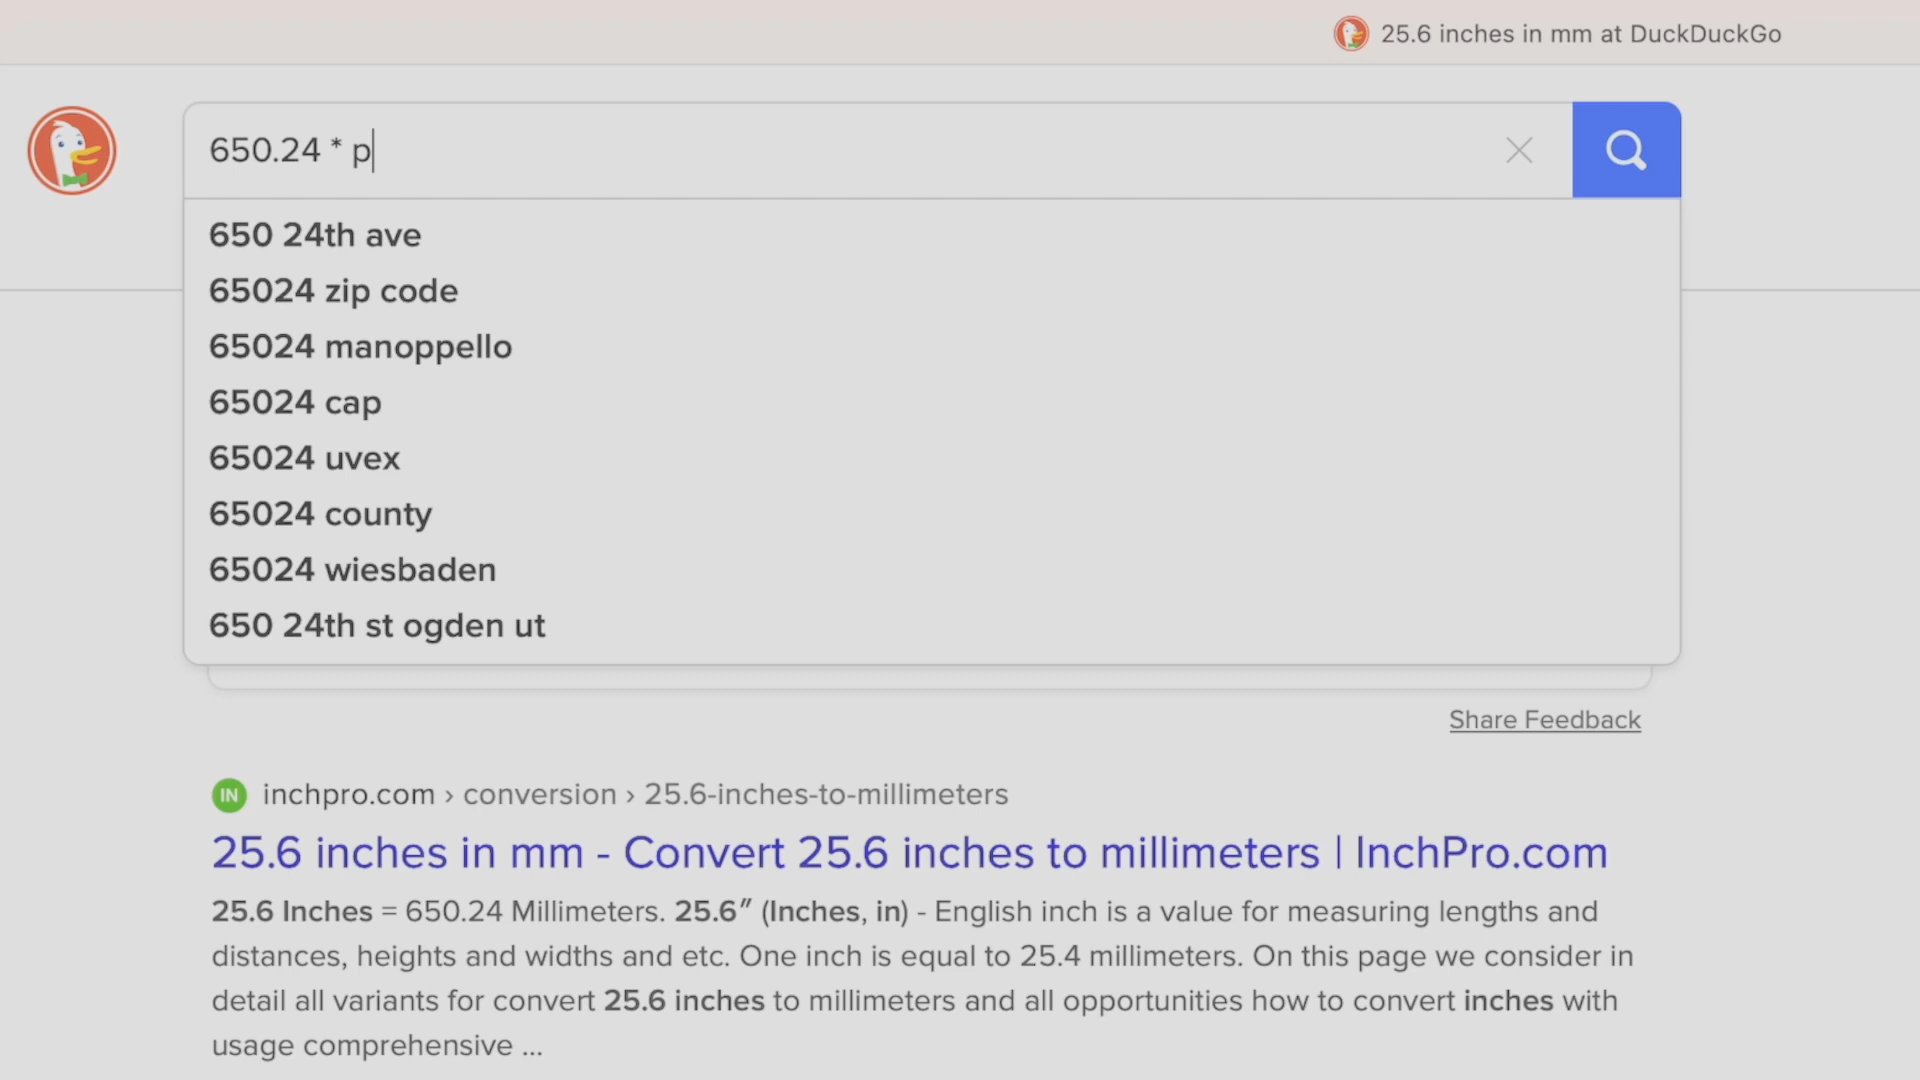 25.6 inches in mm at DuckDuckGo
650.24 * p
650 24th ave
65024 zip code
65024 manoppello
65024 cap
65024 uvex
65024 county
65024 wiesbaden
650 24th st ogden ut
Share Feedback
IN inchpro.com › conversion › 25.6-inches-to-millimeters
25.6 inches in mm - Convert 25.6 inches to millimeters | InchPro.com
25.6 Inches = 650.24 Millimeters. 25.6″ (Inches, in) - English inch is a value for measuring lengths and
distances, heights and widths and etc. One inch is equal to 25.4 millimeters. On this page we consider in
detail all variants for convert 25.6 inches to millimeters and all opportunities how to convert inches with
usage comprehensive ...